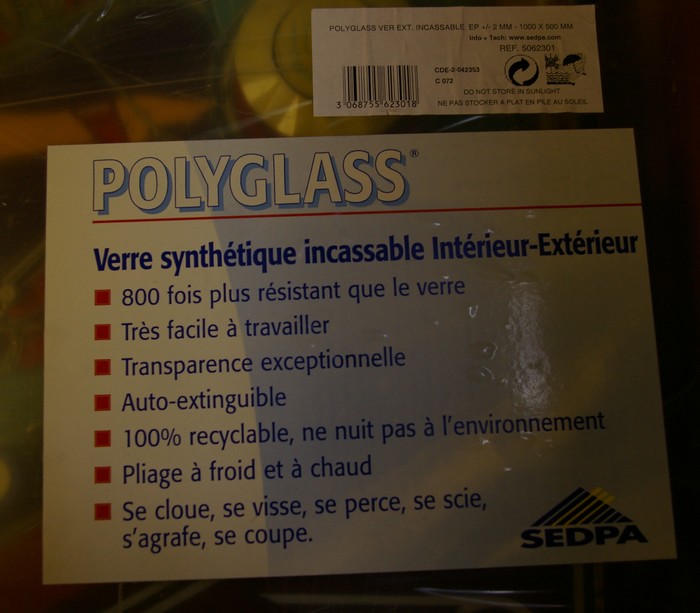 POLYGLASS VER EXT. INCASSABLE EP +/- 2 MM - 1000 X 500 MM
Info + Tech: www.sedpa.com
REF. 5062301
CDE-2-042353
C 072
3 068755 623018
DO NOT STORE IN SUNLIGHT
NE PAS STOCKER A PLAT EN PILE AU SOLEIL
POLYGLASS®
Verre synthétique incassable Intérieur-Extérieur
800 fois plus résistant que le verre
Très facile à travailler
Transparence exceptionnelle
Auto-extinguible
100% recyclable, ne nuit pas à l'environnement
Pliage à froid et à chaud
Se cloue, se visse, se perce, se scie,
s'agrafe, se coupe.
SEDPA